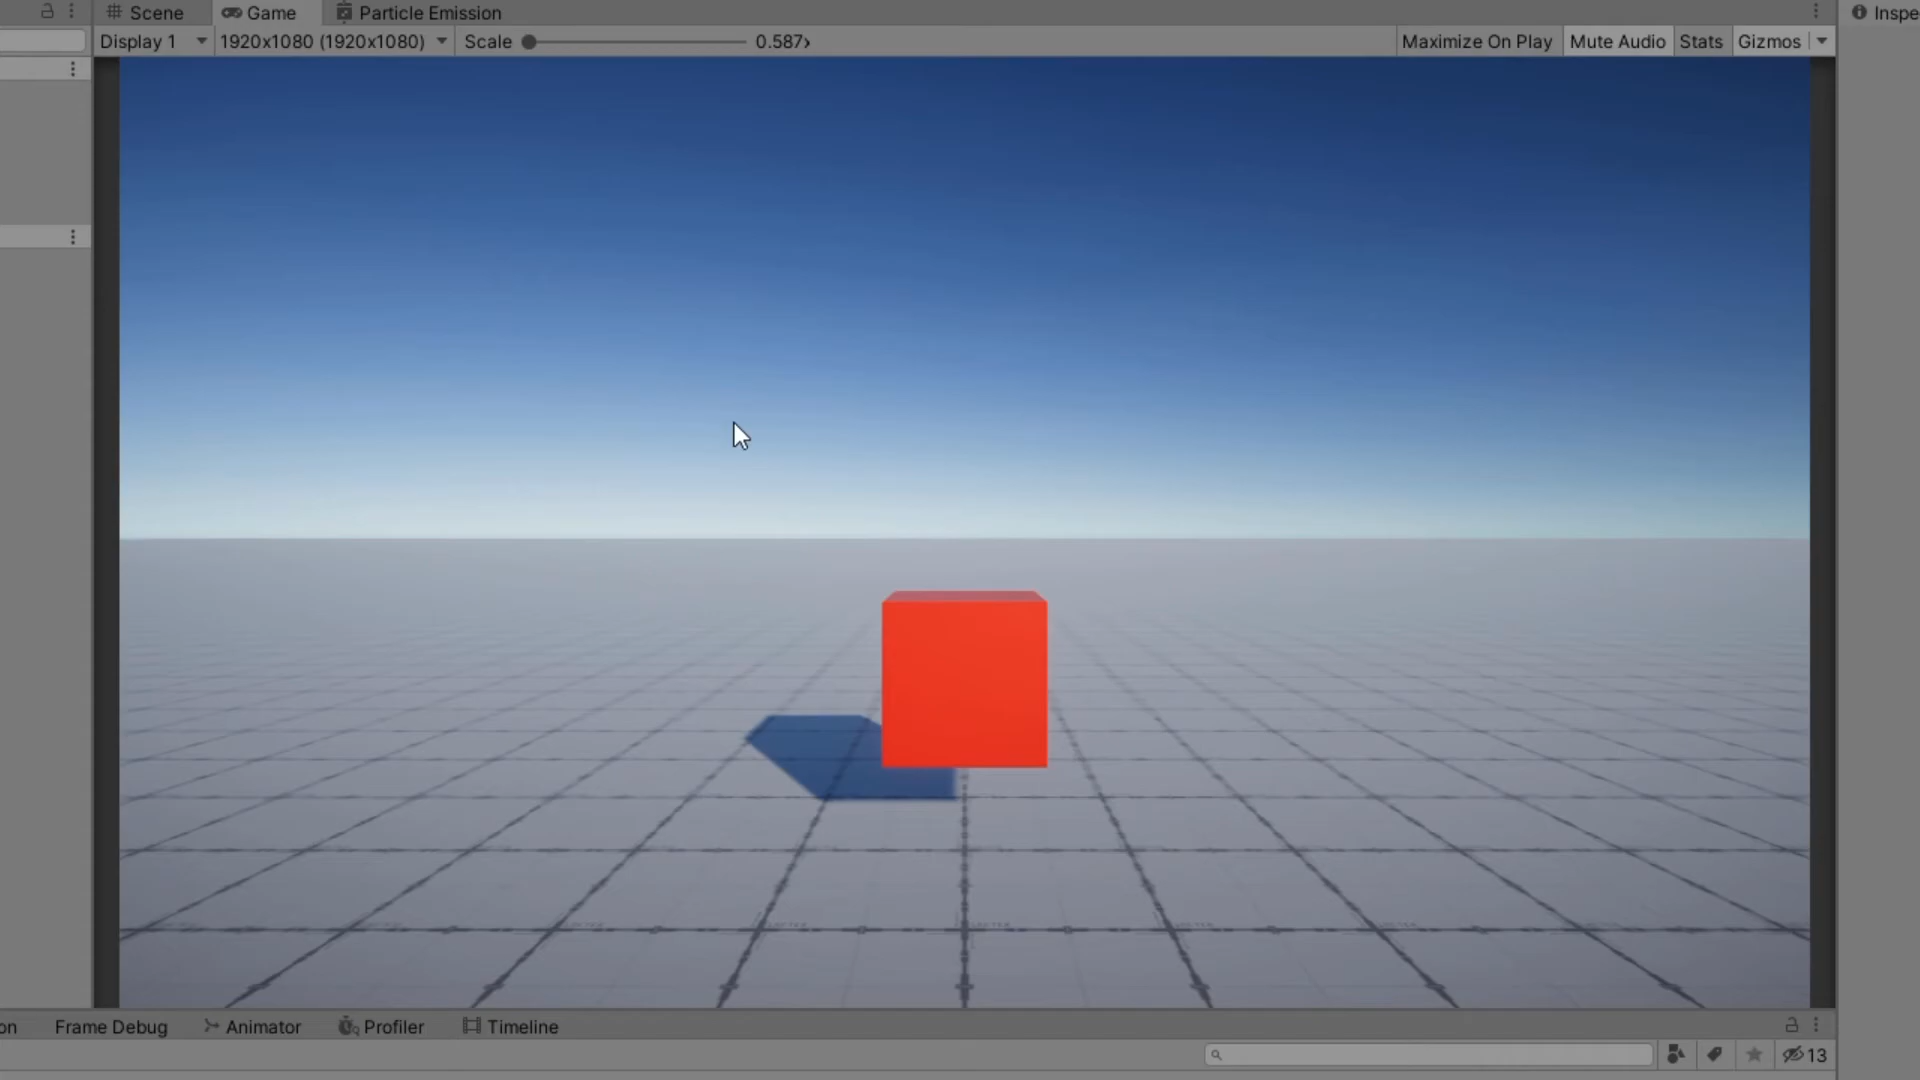 Scene
Game
Particle Emission
Inspe
Display 1
1920x1080 (1920x1080)
Scale
0.587x
Maximize On Play
Mute Audio
Stats
Gizmos
on
Frame Debug
Animator
Profiler
Timeline
13